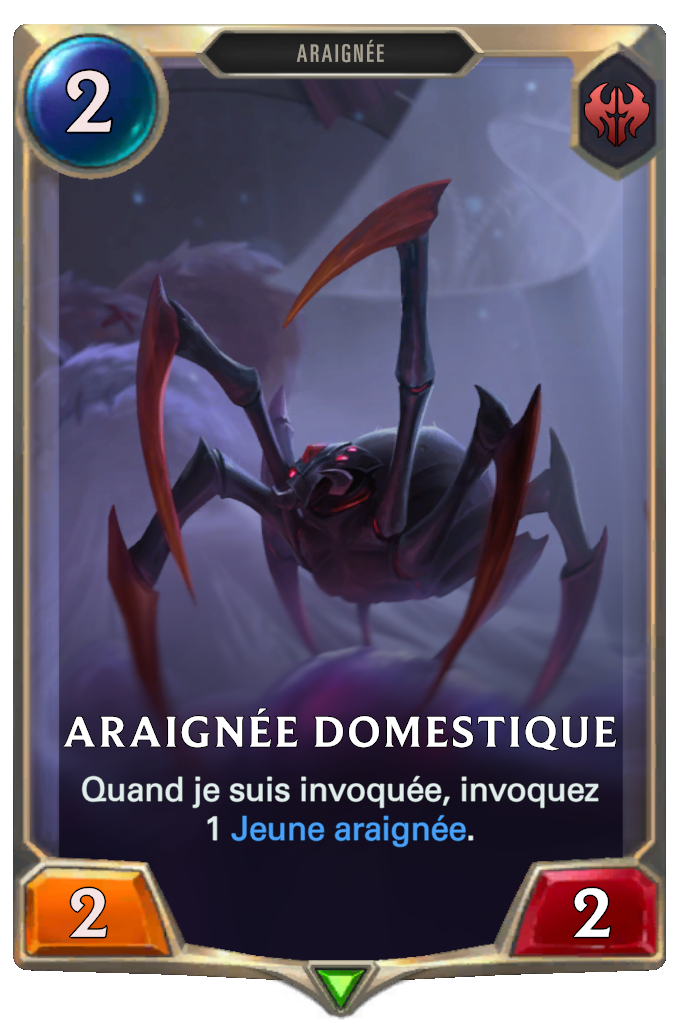 2
ARAIGNÉE
ARAIGNÉE DOMESTIQUE
Quand je suis invoquée, invoquez
1 Jeune araignée.
2
2